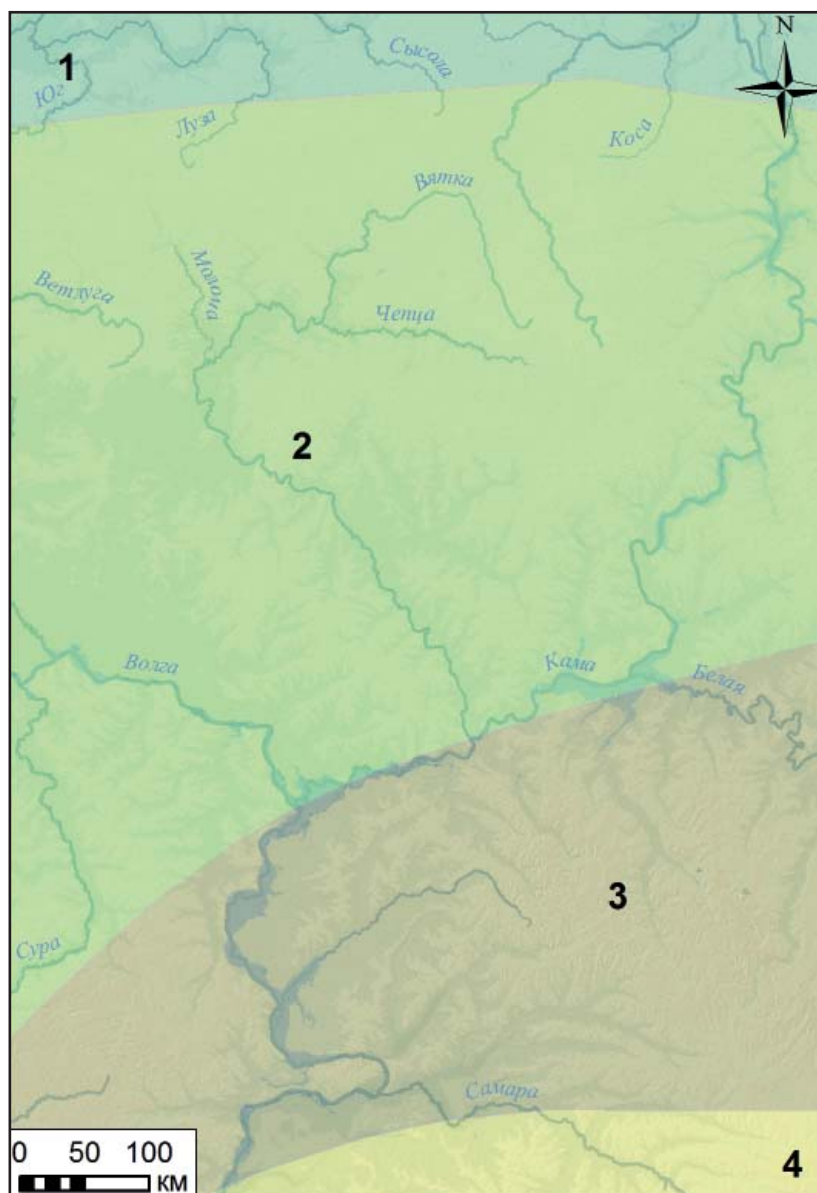 N
1
Юг
Луза
Сысола
Коса
Вятка
Ветлуга
Молома
Чепца
2
Волга
Кама
Белая
3
Сура
Самара
4
0 50 100
КМ